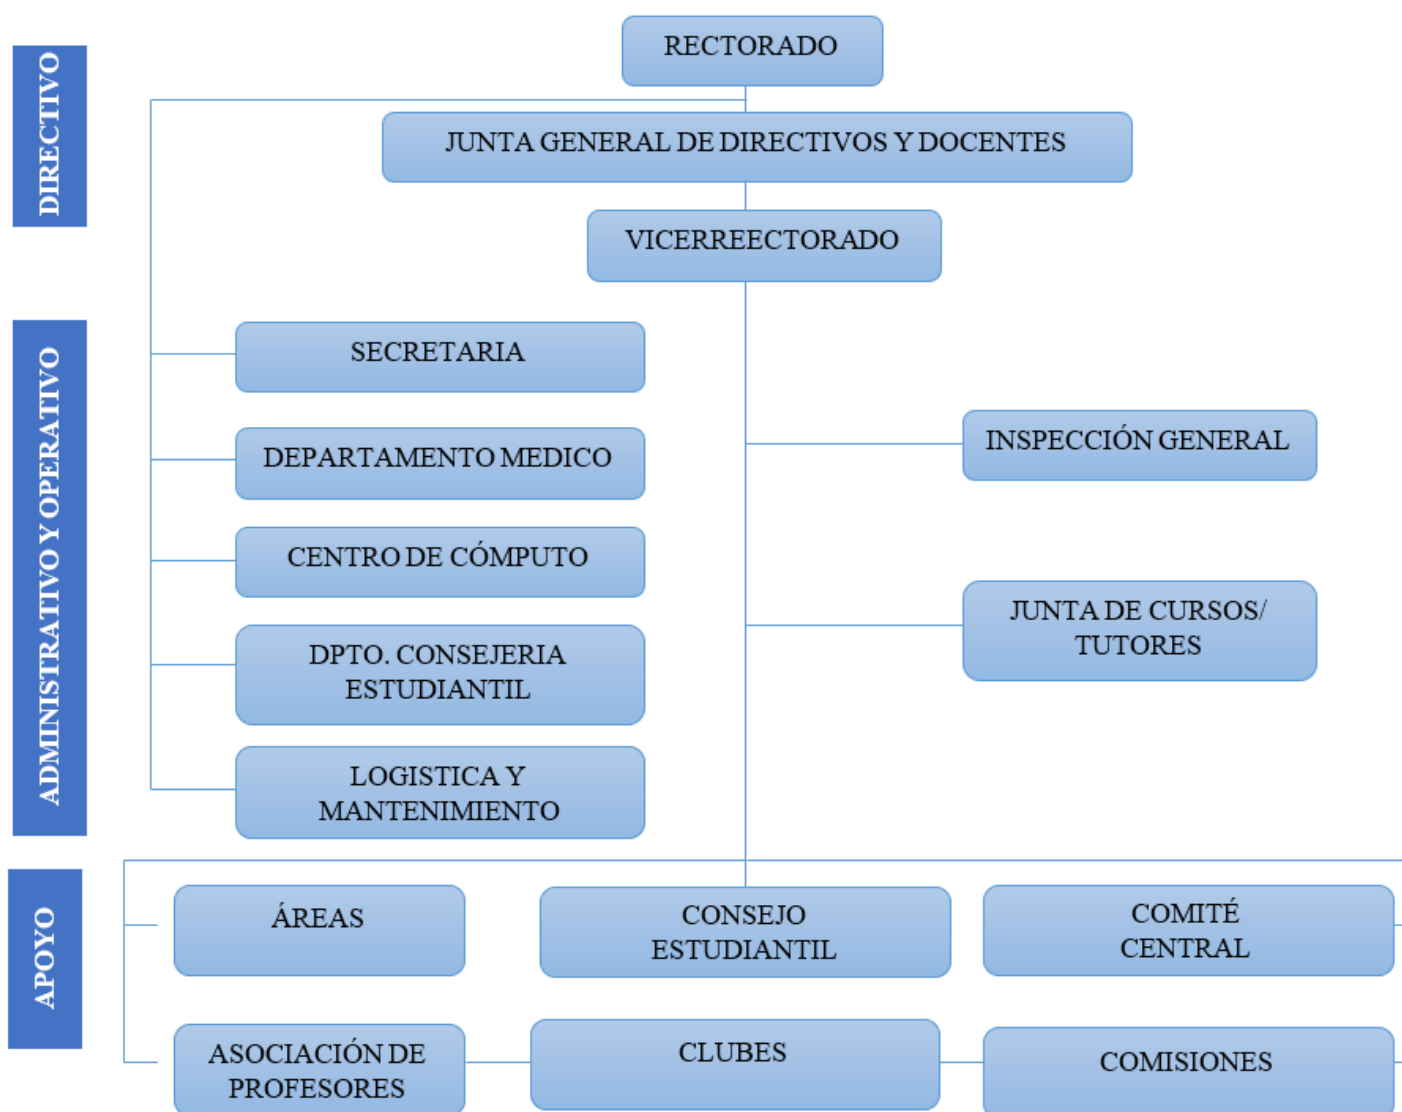 DIRECTIVO
RECTORADO
JUNTA GENERAL DE DIRECTIVOS Y DOCENTES
VICERREECTORADO
ADMINISTRATIVO Y OPERATIVO
SECRETARIA
DEPARTAMENTO MEDICO
CENTRO DE CÓMPUTO
DPTO. CONSEJERIA
ESTUDIANTIL
LOGISTICA Y
MANTENIMIENTO
INSPECCIÓN GENERAL
JUNTA DE CURSOS/
TUTORES
APOYO
ÁREAS
CONSEJO
ESTUDIANTIL
COMITÉ
CENTRAL
ASOCIACIÓN DE
PROFESORES
CLUBES
COMISIONES